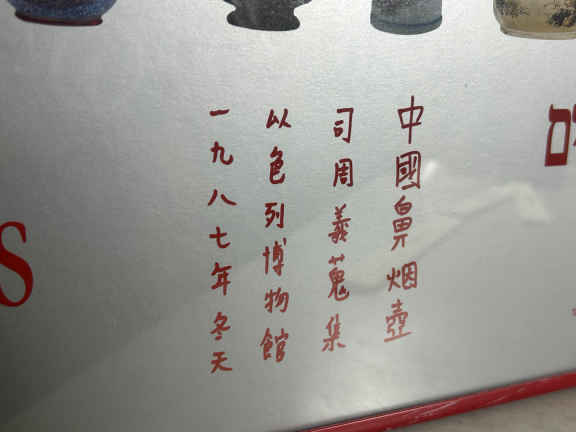 中國鼻烟壺
司周義蒐集
以色列博物館
一九八七年冬天
S